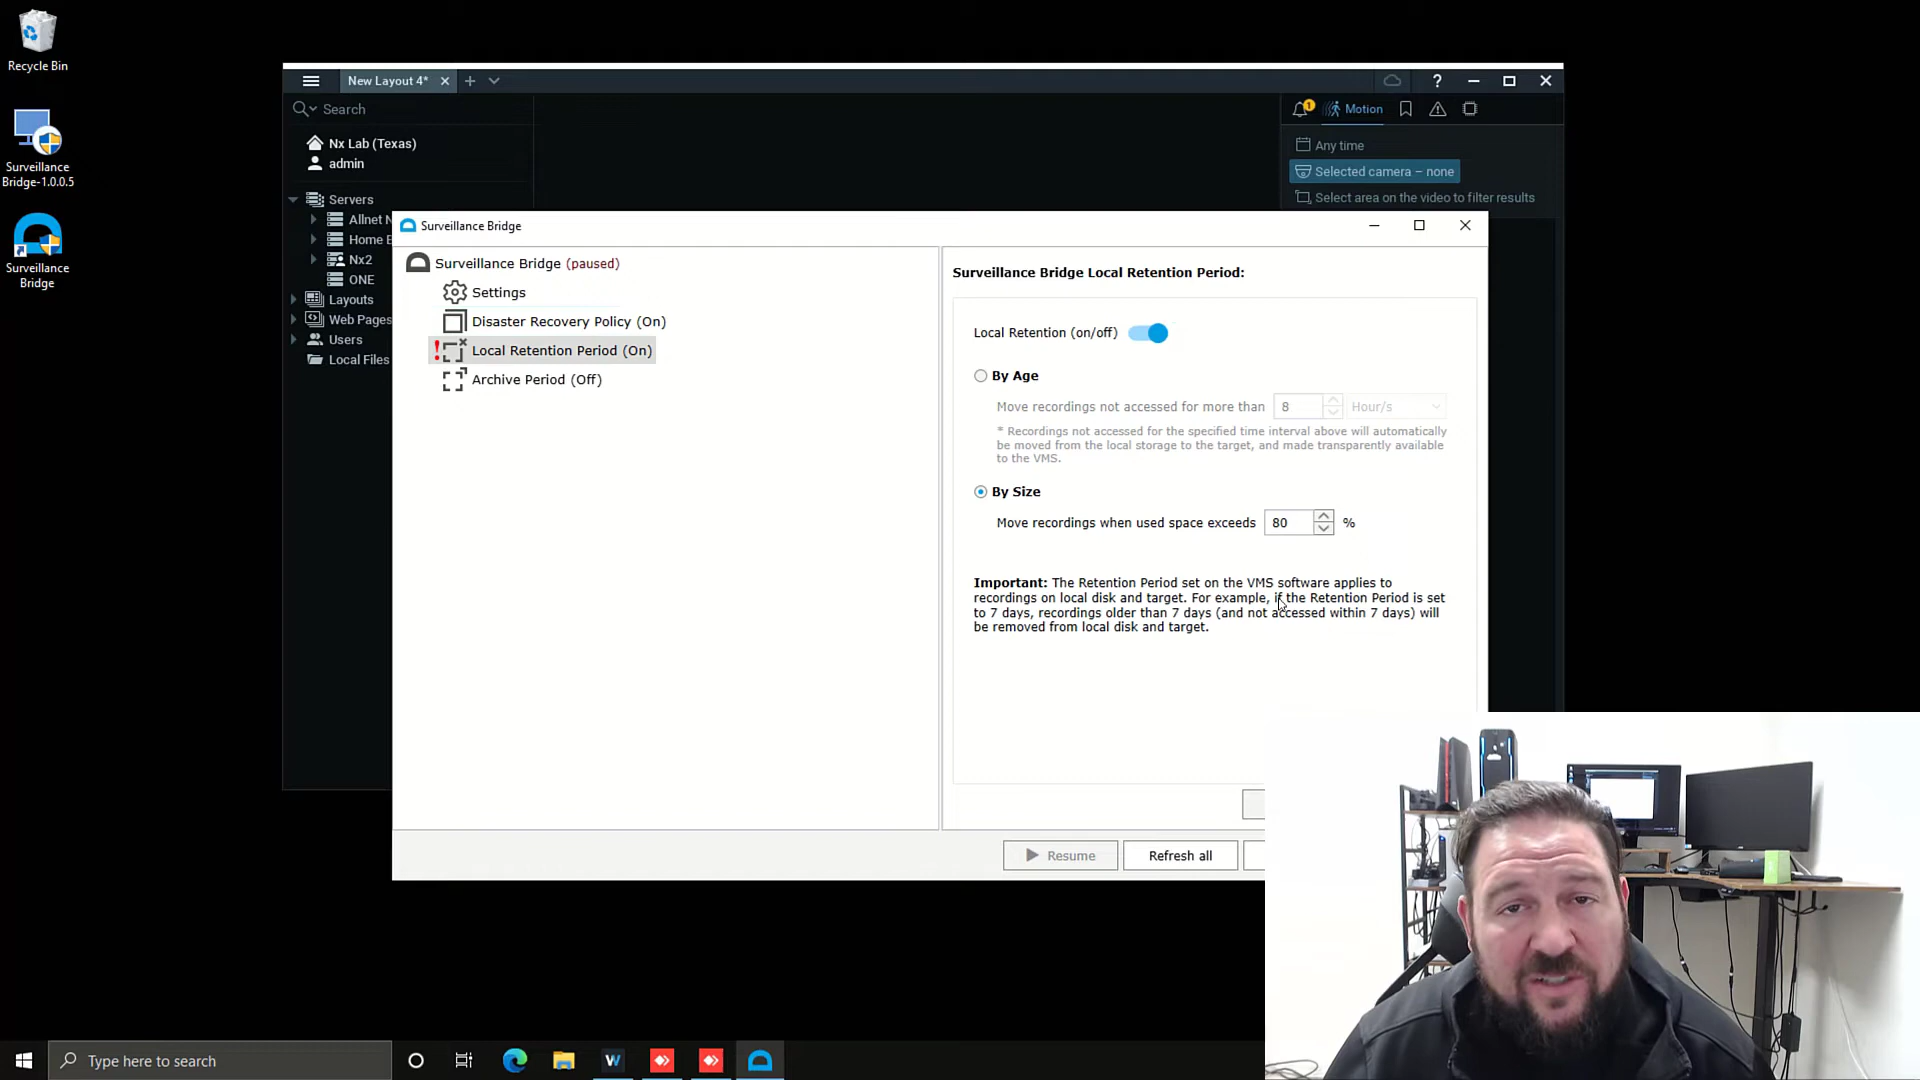 Recycle Bin
Surveillance
Bridge-1.0.0.5
Surveillance
Bridge
New Layout 4*
Search
Nx Lab (Texas)
admin
Servers
Allnet N
Home E
Nx2
ONE
Layouts
Web Pages
Users
Local Files
?
1
Motion
Any time
Selected camera – none
Select area on the video to filter results
Surveillance Bridge
Surveillance Bridge (paused)
Settings
Disaster Recovery Policy (On)
! Local Retention Period (On)
Archive Period (Off)
Surveillance Bridge Local Retention Period:
Local Retention (on/off)
By Age
Move recordings not accessed for more than 8 Hour/s
* Recordings not accessed for the specified time interval above will automatically
be moved from the local storage to the target, and made transparently available
to the VMS.
By Size
Move recordings when used space exceeds 80 %
Important: The Retention Period set on the VMS software applies to
recordings on local disk and target. For example, if the Retention Period is set
to 7 days, recordings older than 7 days (and not accessed within 7 days) will
be removed from local disk and target.
Resume
Refresh all
Type here to search
W